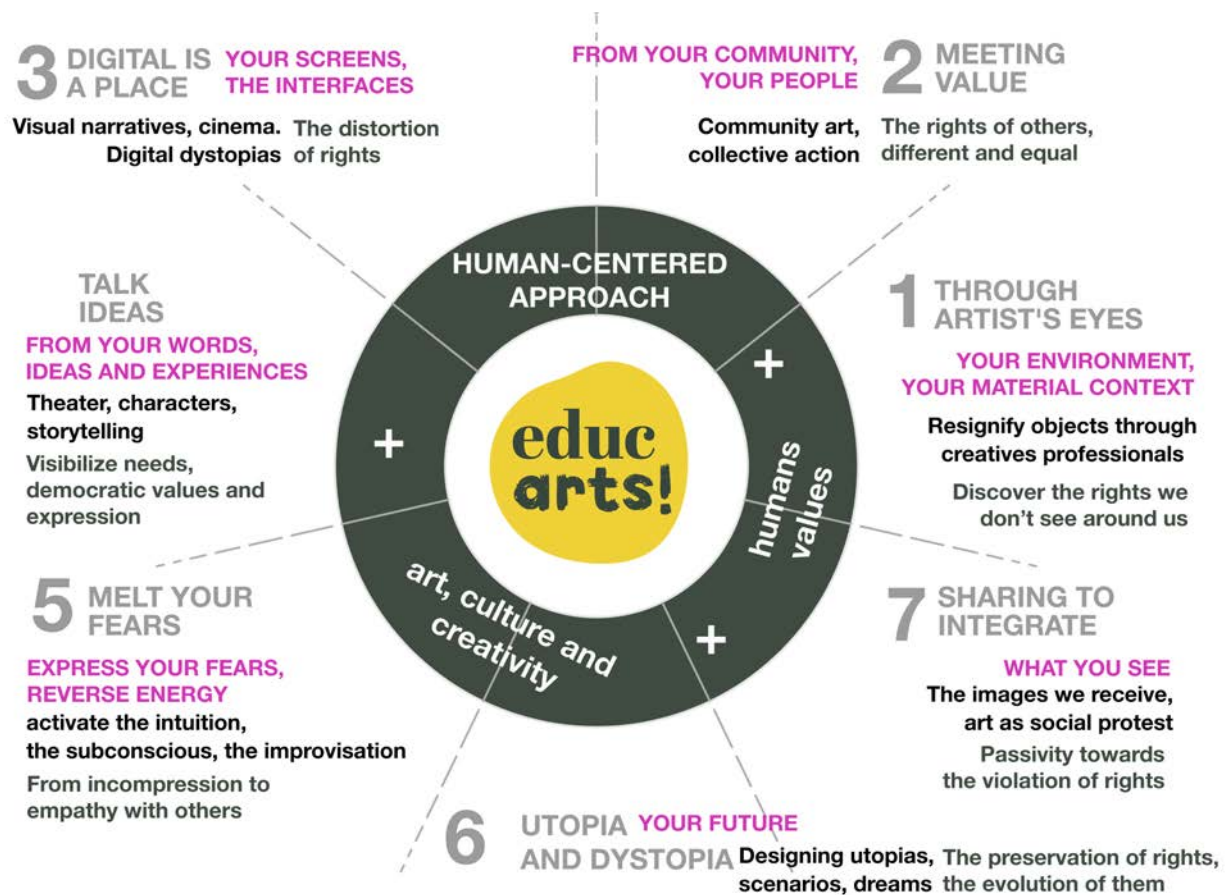 3 DIGITAL IS
A PLACE
YOUR SCREENS,
THE INTERFACES
Visual narratives, cinema.
Digital dystopias
The distortion
of rights
FROM YOUR COMMUNITY,
YOUR PEOPLE
2 MEETING
VALUE
Community art,
collective action
The rights of others,
different and equal
TALK
IDEAS
FROM YOUR WORDS,
IDEAS AND EXPERIENCES
Theater, characters,
storytelling
Visibilize needs,
democratic values and
expression
HUMAN-CENTERED
APPROACH
+
humans
values
+
art, culture and
creativity
+
educ
arts!
1 THROUGH
ARTIST'S EYES
YOUR ENVIRONMENT,
YOUR MATERIAL CONTEXT
Resignify objects through
creatives professionals
Discover the rights we
don’t see around us
5 MELT YOUR
FEARS
EXPRESS YOUR FEARS,
REVERSE ENERGY
activate the intuition,
the subconscious, the improvisation
From incompression to
empathy with others
7 SHARING TO
INTEGRATE
WHAT YOU SEE
The images we receive,
art as social protest
Passivity towards
the violation of rights
6 UTOPIA
AND DYSTOPIA
YOUR FUTURE
Designing utopias,
scenarios, dreams
The preservation of rights,
the evolution of them